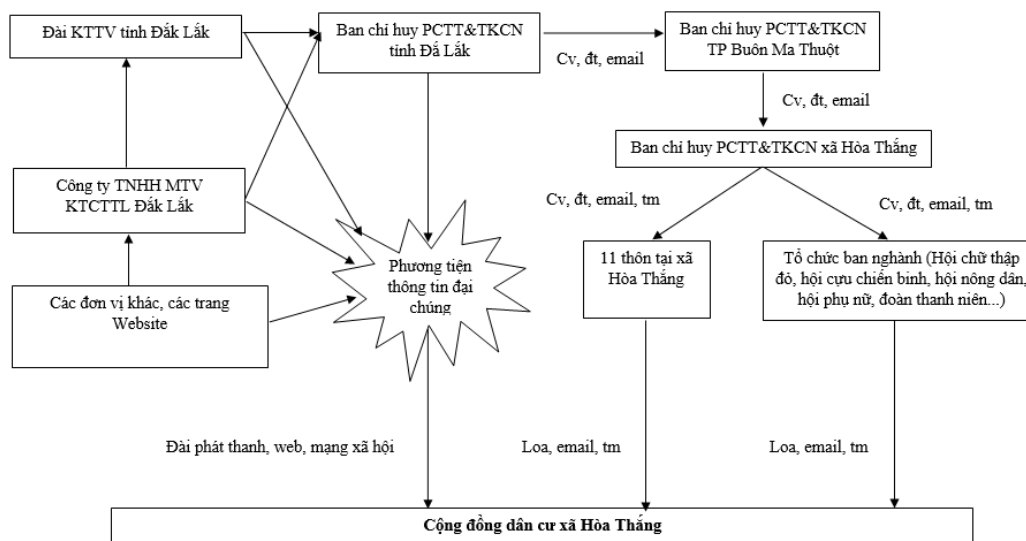 Đài KTTV tỉnh Đắk Lắk
Ban chỉ huy PCTT&TKCN
tỉnh Đắ Lắk
Cv, đt, email
Ban chỉ huy PCTT&TKCN
TP Buôn Ma Thuột
Cv, đt, email
Ban chỉ huy PCTT&TKCN xã Hòa Thắng
Công ty TNHH MTV
KTCTTL Đắk Lắk
Cv, đt, email, tm
Cv, đt, email, tm
Phương tiện
thông tin đại
chúng
11 thôn tại xã
Hòa Thắng
Tổ chức ban nghành (Hội chữ thập
đỏ, hội cựu chiến binh, hội nông dân,
hội phụ nữ, đoàn thanh niên...)
Các đơn vị khác, các trang
Website
Đài phát thanh, web, mạng xã hội
Loa, email, tm
Loa, email, tm
Cộng đồng dân cư xã Hòa Thắng